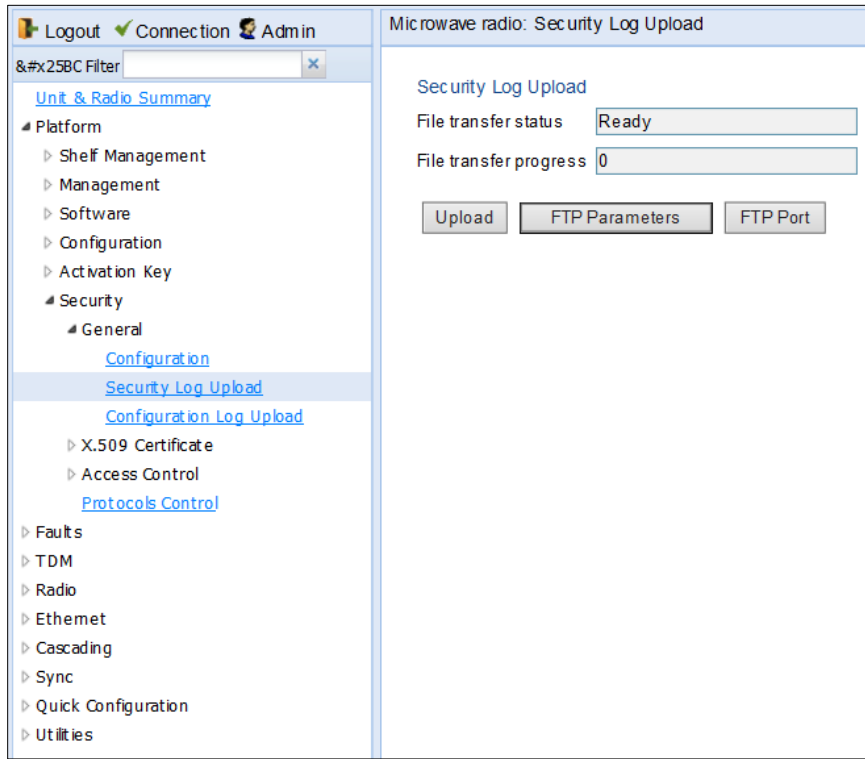 Logout Connection Admin
&#x25BC Filter
Unit & Radio Summary
Platform
Shelf Management
Management
Software
Configuration
Activation Key
Security
General
Configuration
Security Log Upload
Configuration Log Upload
X.509 Certificate
Access Control
Protocols Control
Faults
TDM
Radio
Ethernet
Cascading
Sync
Quick Configuration
Utilities
Microwave radio: Security Log Upload
Security Log Upload
File transfer status Ready
File transfer progress 0
Upload FTP Parameters FTP Port